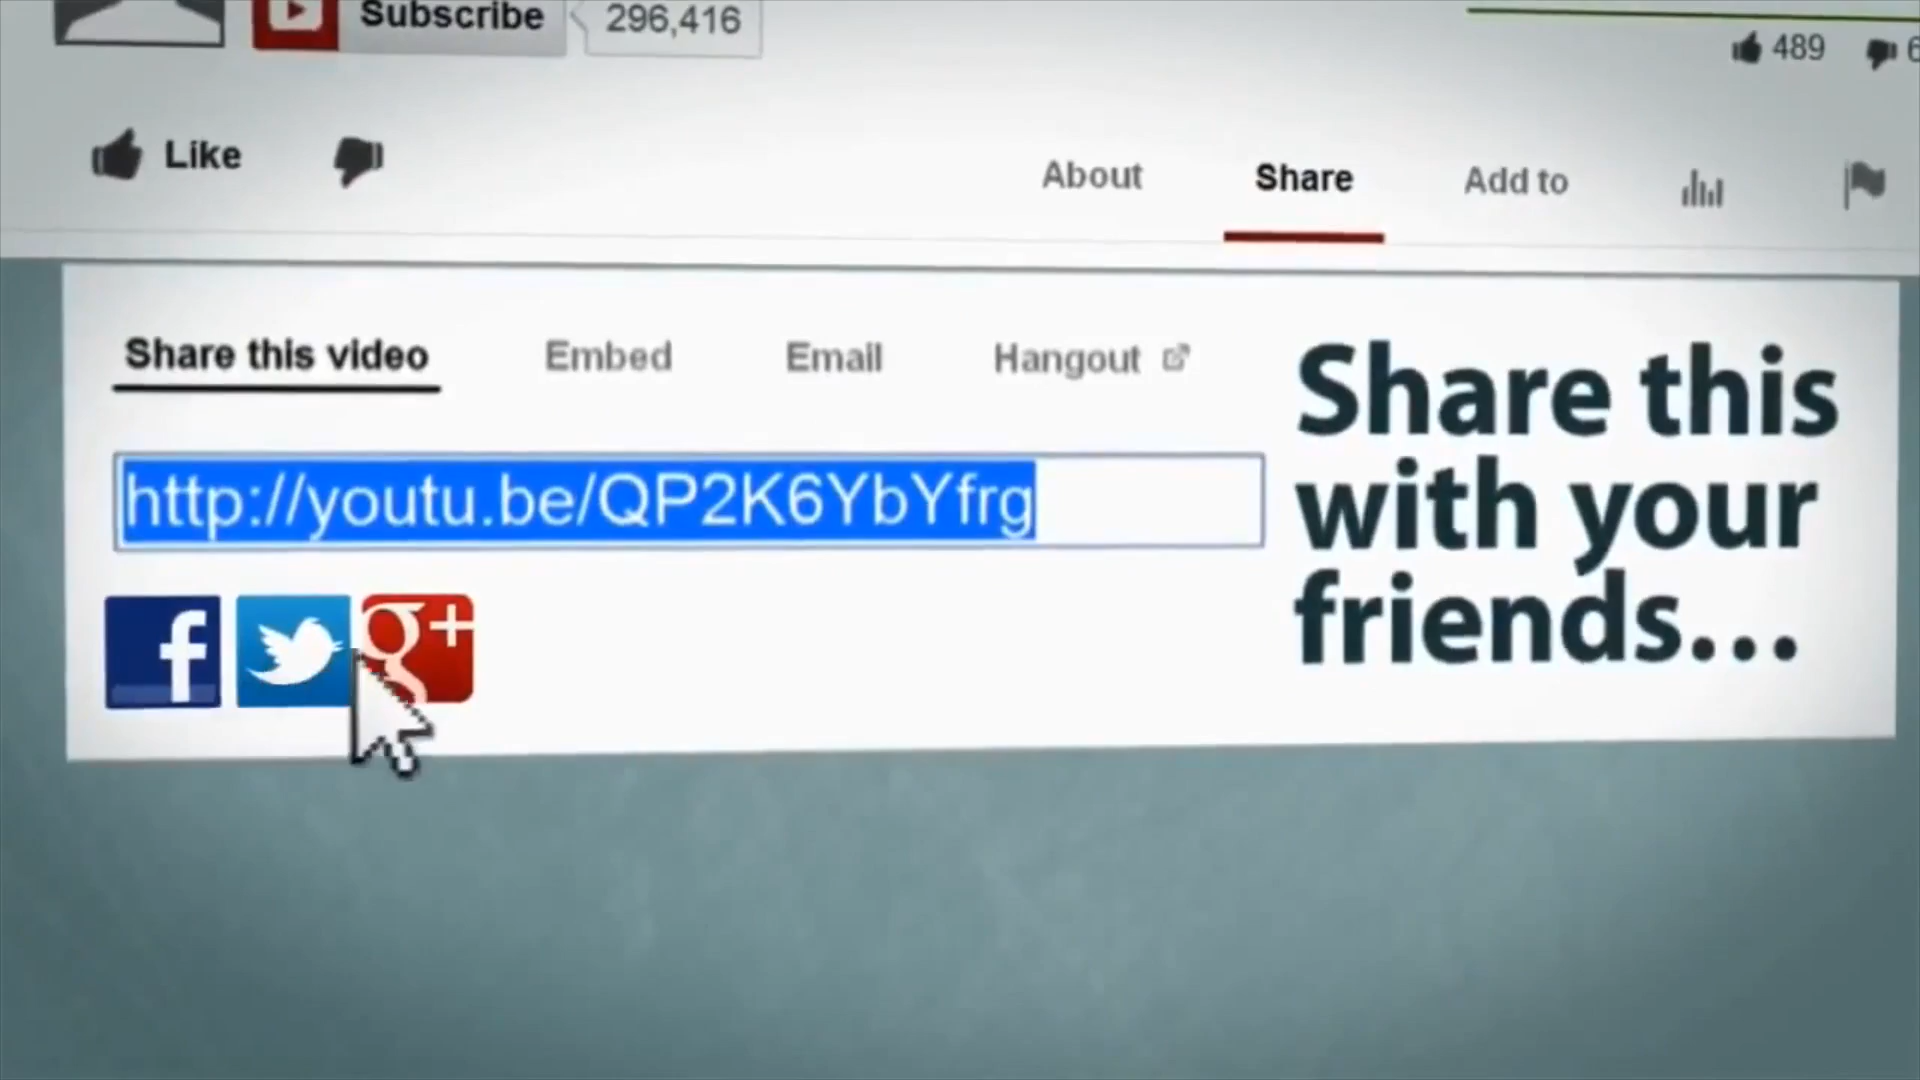 Subscribe 296,416
489
Like
About Share Add to
Share this video Embed Email Hangout
http://youtu.be/QP2K6YbYfrg
f g+
Share this
with your
friends...